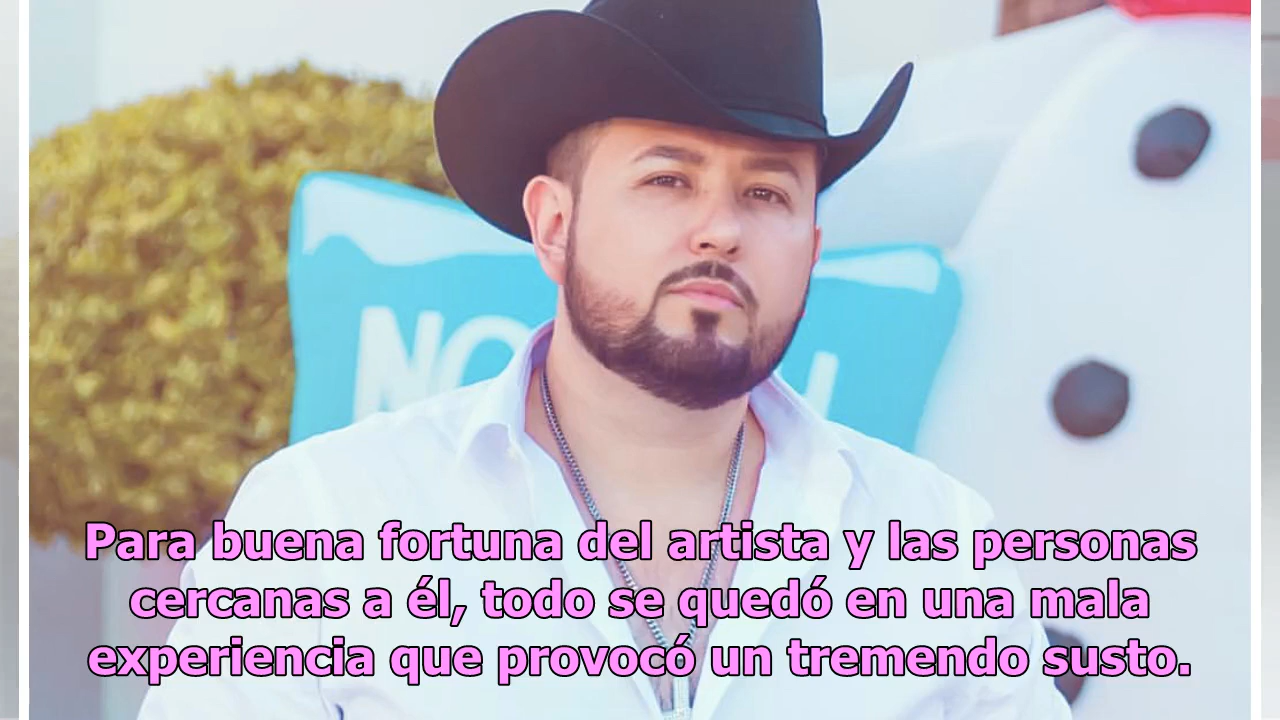 Para buena fortuna del artista y las personas
cercanas a él, todo se quedó en una mala
experiencia que provocó un tremendo susto.